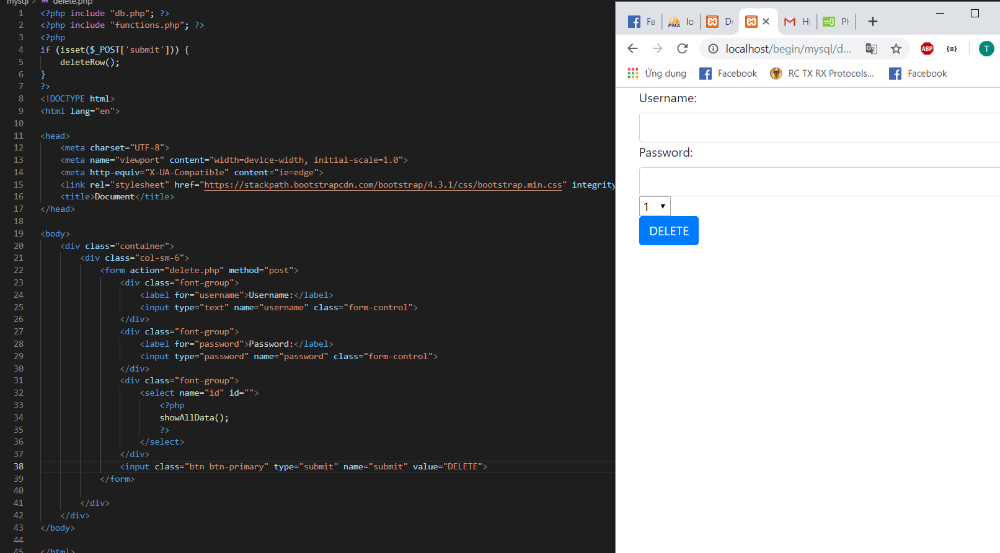 mysql > delete.php
1 <?php include "db.php"; ?>
2 <?php include "functions.php"; ?>
3 <?php
4 if (isset($_POST['submit'])) {
5 deleteRow();
6 }
7 ?>
8 <!DOCTYPE html>
9 <html lang="en">
10
11 <head>
12 <meta charset="UTF-8">
13 <meta name="viewport" content="width=device-width, initial-scale=1.0">
14 <meta http-equiv="X-UA-Compatible" content="ie=edge">
15 <link rel="stylesheet" href="https://stackpath.bootstrapcdn.com/bootstrap/4.3.1/css/bootstrap.min.css" integrity
16 <title>Document</title>
17 </head>
18
19 <body>
20 <div class="container">
21 <div class="col-sm-6">
22 <form action="delete.php" method="post">
23 <div class="font-group">
24 <label for="username">Username:</label>
25 <input type="text" name="username" class="form-control">
26 </div>
27 <div class="font-group">
28 <label for="password">Password:</label>
29 <input type="password" name="password" class="form-control">
30 </div>
31 <div class="font-group">
32 <select name="id" id="">
33 <?php
34 showAllData();
35 ?>
36 </select>
37 </div>
38 <input class="btn btn-primary" type="submit" name="submit" value="DELETE">
39 </form>
40
41 </div>
42 </div>
43 </body>
44
45 </html>
Fa PMA lo Do Ho w3 PH
localhost/begin/mysql/d... ABP T
Ứng dụng Facebook RC TX RX Protocols... Facebook
Username:
Password:
1
DELETE